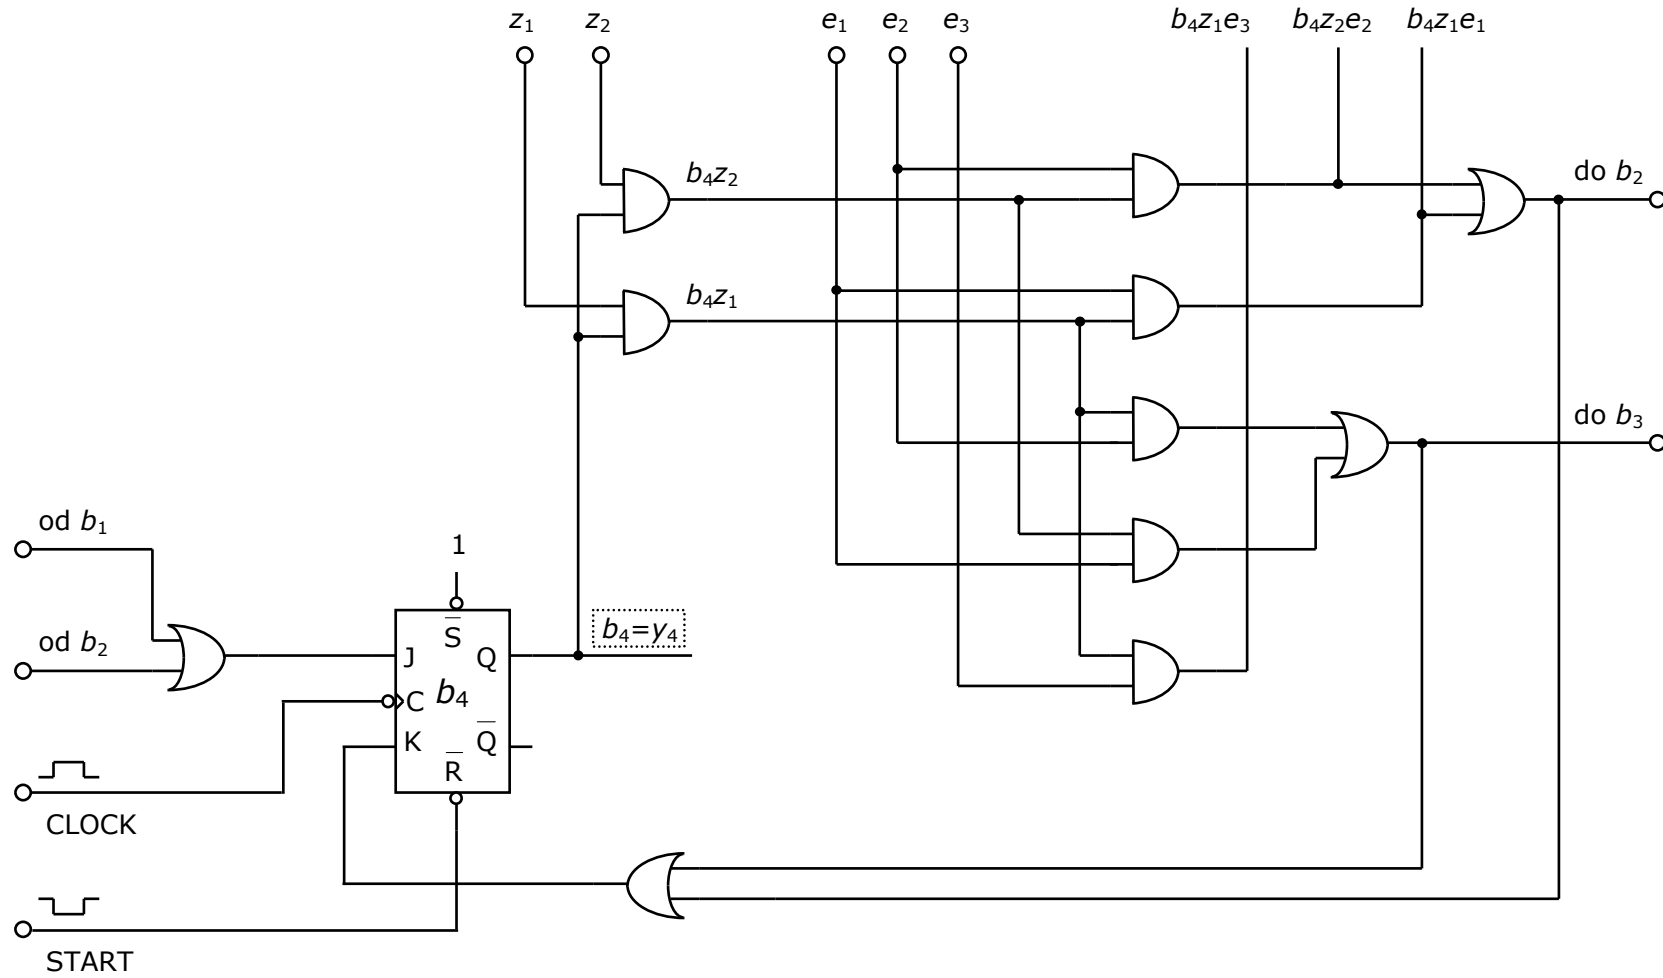 z₁ z₂ e₁ e₂ e₃ b₄z₁e₃ b₄z₂e₂ b₄z₁e₁
b₄z₂
do b₂
b₄z₁
do b₃
od b₁
1
od b₂
S̅
b₄=y₄
J Q
C b₄
K Q̅
R̅
CLOCK
START